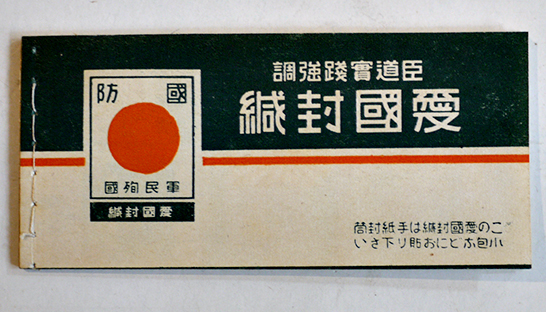 臣道實踐強調
愛國封緘
國防
軍民殉國
愛國封緘
この愛國封緘は手紙封筒
小包などにお貼り下さい